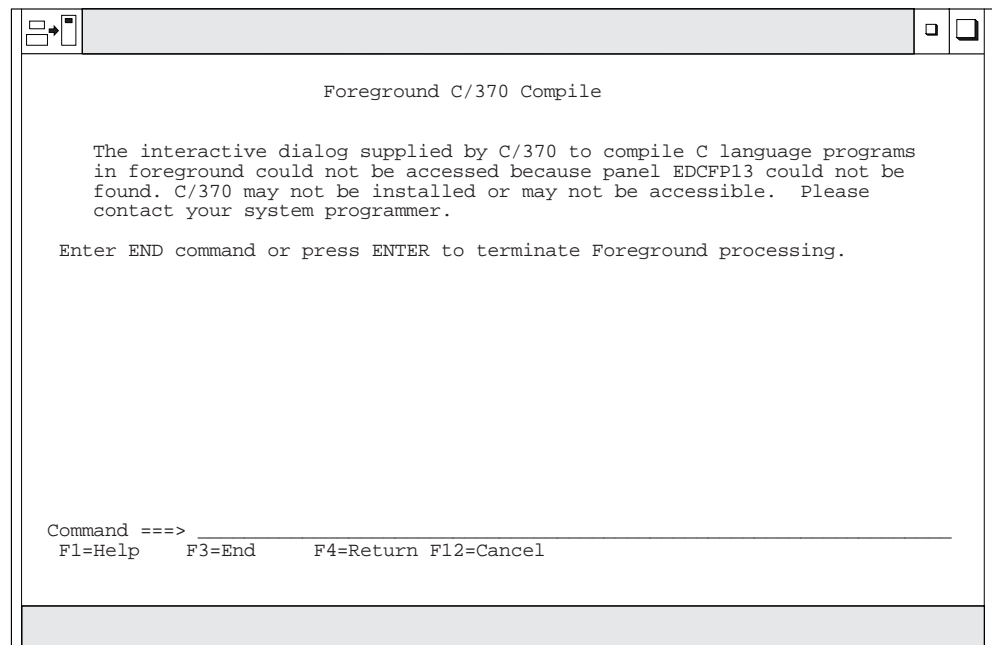 Foreground C/370 Compile
The interactive dialog supplied by C/370 to compile C language programs
in foreground could not be accessed because panel EDCFP13 could not be
found. C/370 may not be installed or may not be accessible.  Please
contact your system programmer.
Enter END command or press ENTER to terminate Foreground processing.
Command ===> ________________________________________________________________
F1=Help    F3=End     F4=Return F12=Cancel